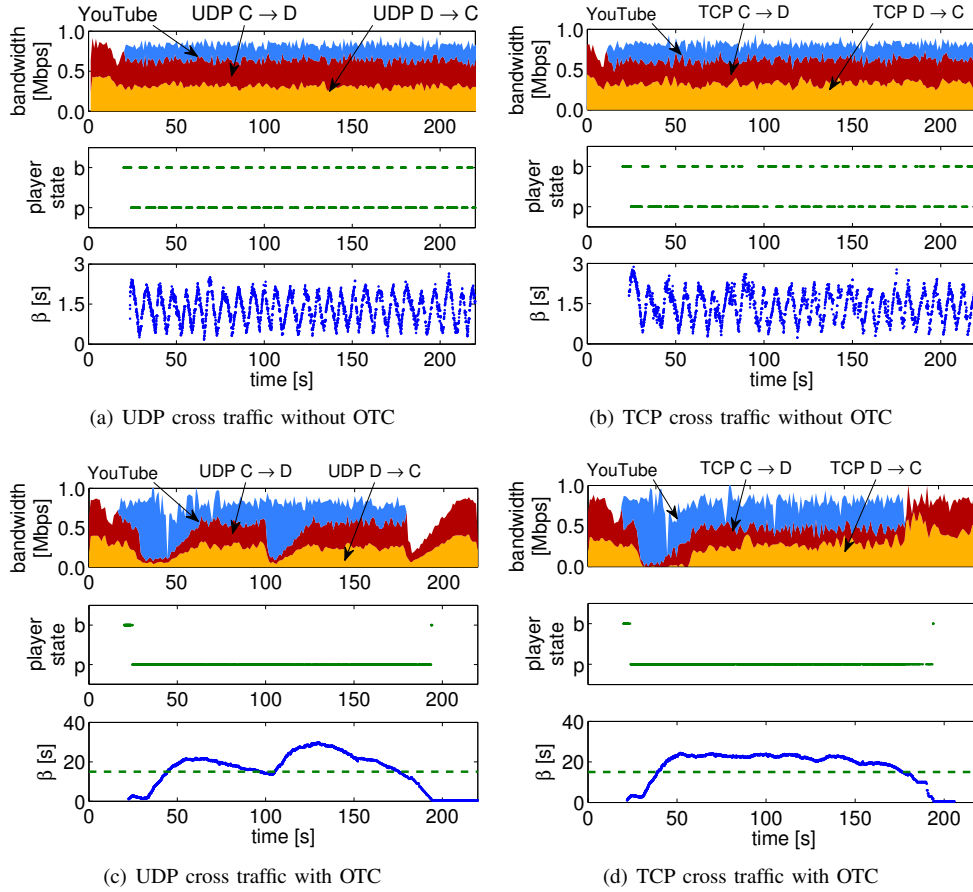 YouTube UDP C → D UDP D → C
bandwidth
[Mbps]
1.0
0.5
0.0
0 50 100 150 200
player
state
b
p
0 50 100 150 200
β [s]
3
1.5
0
0 50 100 150 200
time [s]
(a) UDP cross traffic without OTC
YouTube TCP C → D TCP D → C
bandwidth
[Mbps]
1.0
0.5
0.0
0 50 100 150 200
player
state
b
p
0 50 100 150 200
β [s]
3
1.5
0
0 50 100 150 200
time [s]
(b) TCP cross traffic without OTC
YouTube UDP C → D UDP D → C
bandwidth
[Mbps]
1.0
0.5
0.0
0 50 100 150 200
player
state
b
p
0 50 100 150 200
β [s]
40
20
0
0 50 100 150 200
time [s]
(c) UDP cross traffic with OTC
YouTube TCP C → D TCP D → C
bandwidth
[Mbps]
1.0
0.5
0.0
0 50 100 150 200
player
state
b
p
0 50 100 150 200
β [s]
40
20
0
0 50 100 150 200
time [s]
(d) TCP cross traffic with OTC